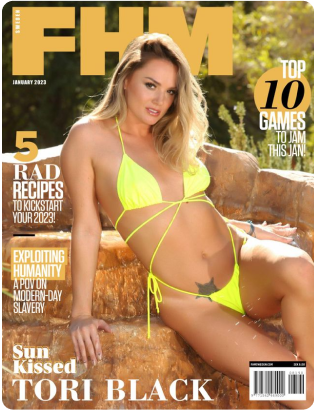 SWEDEN
FHM
JANUARY 2023
TOP
10
GAMES
TO JAM
THIS JAN!
5
RAD
RECIPES
TO KICKSTART
YOUR 2023!
EXPLOITING
HUMANITY
A POV ON
MODERN-DAY
SLAVERY
Sun
Kissed
TORI BLACK